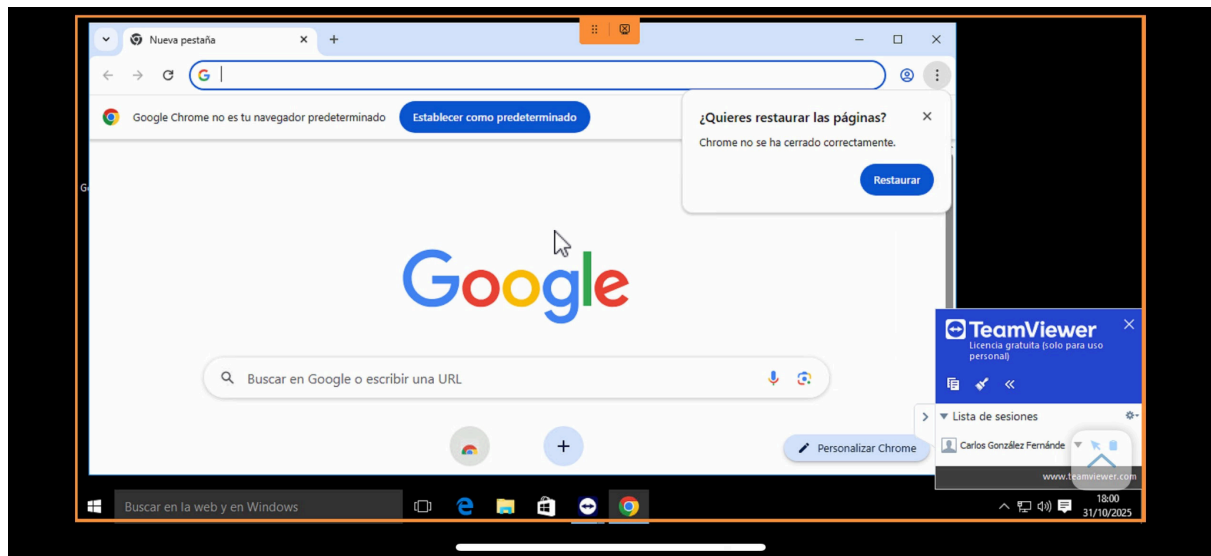 Nueva pestaña
Google Chrome no es tu navegador predeterminado
Establecer como predeterminado
¿Quieres restaurar las páginas?
Chrome no se ha cerrado correctamente.
Restaurar
Google
Buscar en Google o escribir una URL
Personalizar Chrome
TeamViewer
Licencia gratuita (solo para uso
personal)
Lista de sesiones
Carlos González Fernánde
www.teamviewer.com
Buscar en la web y en Windows
18:00
31/10/2025